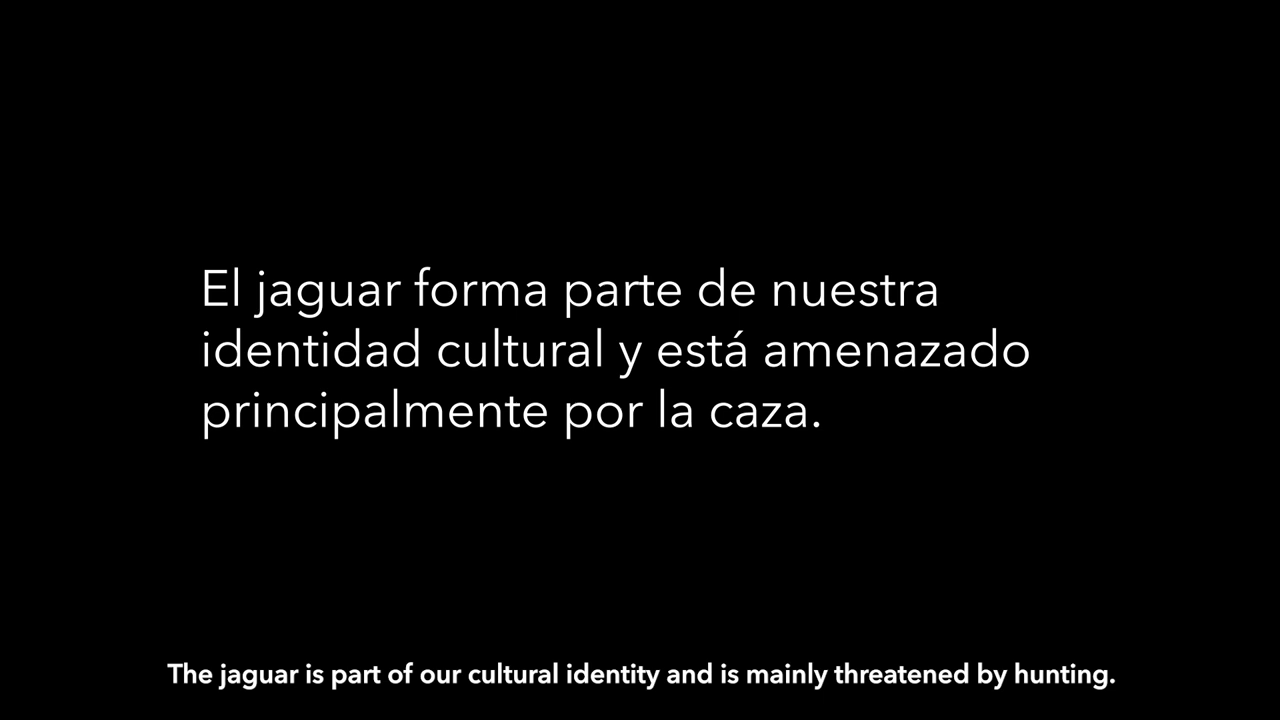 El jaguar forma parte de nuestra
identidad cultural y está amenazado
principalmente por la caza.
The jaguar is part of our cultural identity and is mainly threatened by hunting.